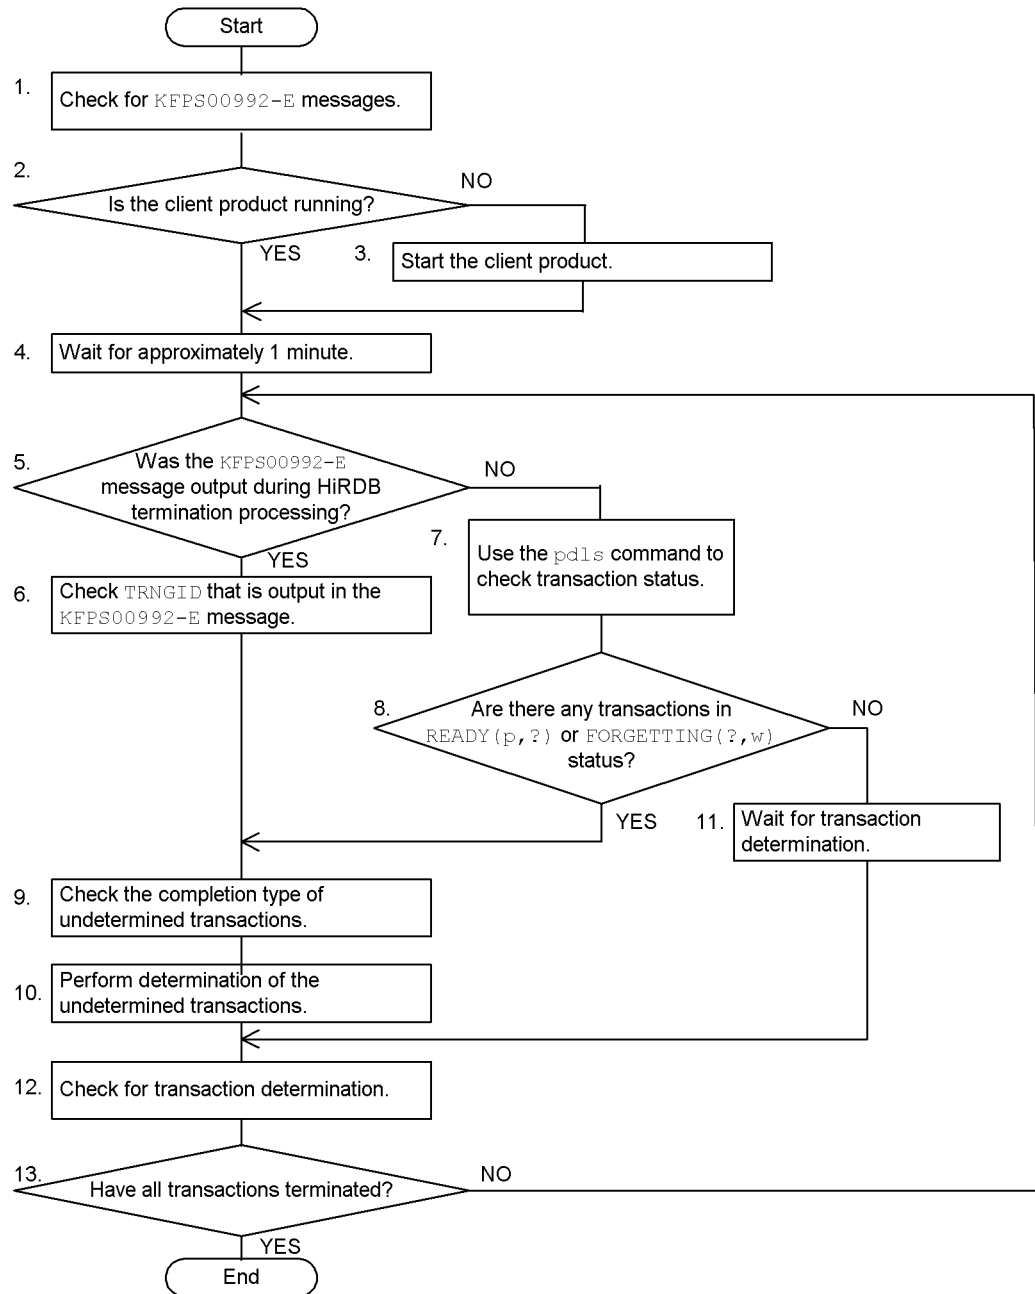 Start
1.
Check for KFPS00992-E messages.
2.
Is the client product running?
NO
YES
3.
Start the client product.
4.
Wait for approximately 1 minute.
5.
Was the KFPS00992-E
message output during HiRDB
termination processing?
NO
YES
6.
Check TRNGID that is output in the
KFPS00992-E message.
7.
Use the pdls command to
check transaction status.
8.
Are there any transactions in
READY(p,?) or FORGETTING(?,w)
status?
NO
YES
11.
Wait for transaction
determination.
9.
Check the completion type of
undetermined transactions.
10.
Perform determination of the
undetermined transactions.
12.
Check for transaction determination.
13.
Have all transactions terminated?
NO
YES
End